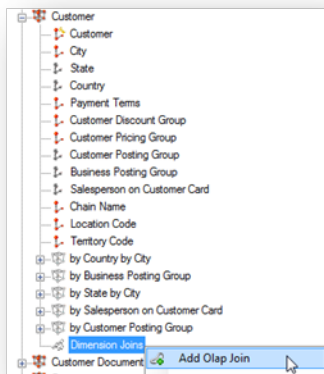 Customer
Customer
City
State
Country
Payment Terms
Customer Discount Group
Customer Pricing Group
Customer Posting Group
Business Posting Group
Salesperson on Customer Card
Chain Name
Location Code
Territory Code
by Country by City
by Business Posting Group
by State by City
by Salesperson on Customer Card
by Customer Posting Group
Dimension Joins
Customer Document Add Olap Join